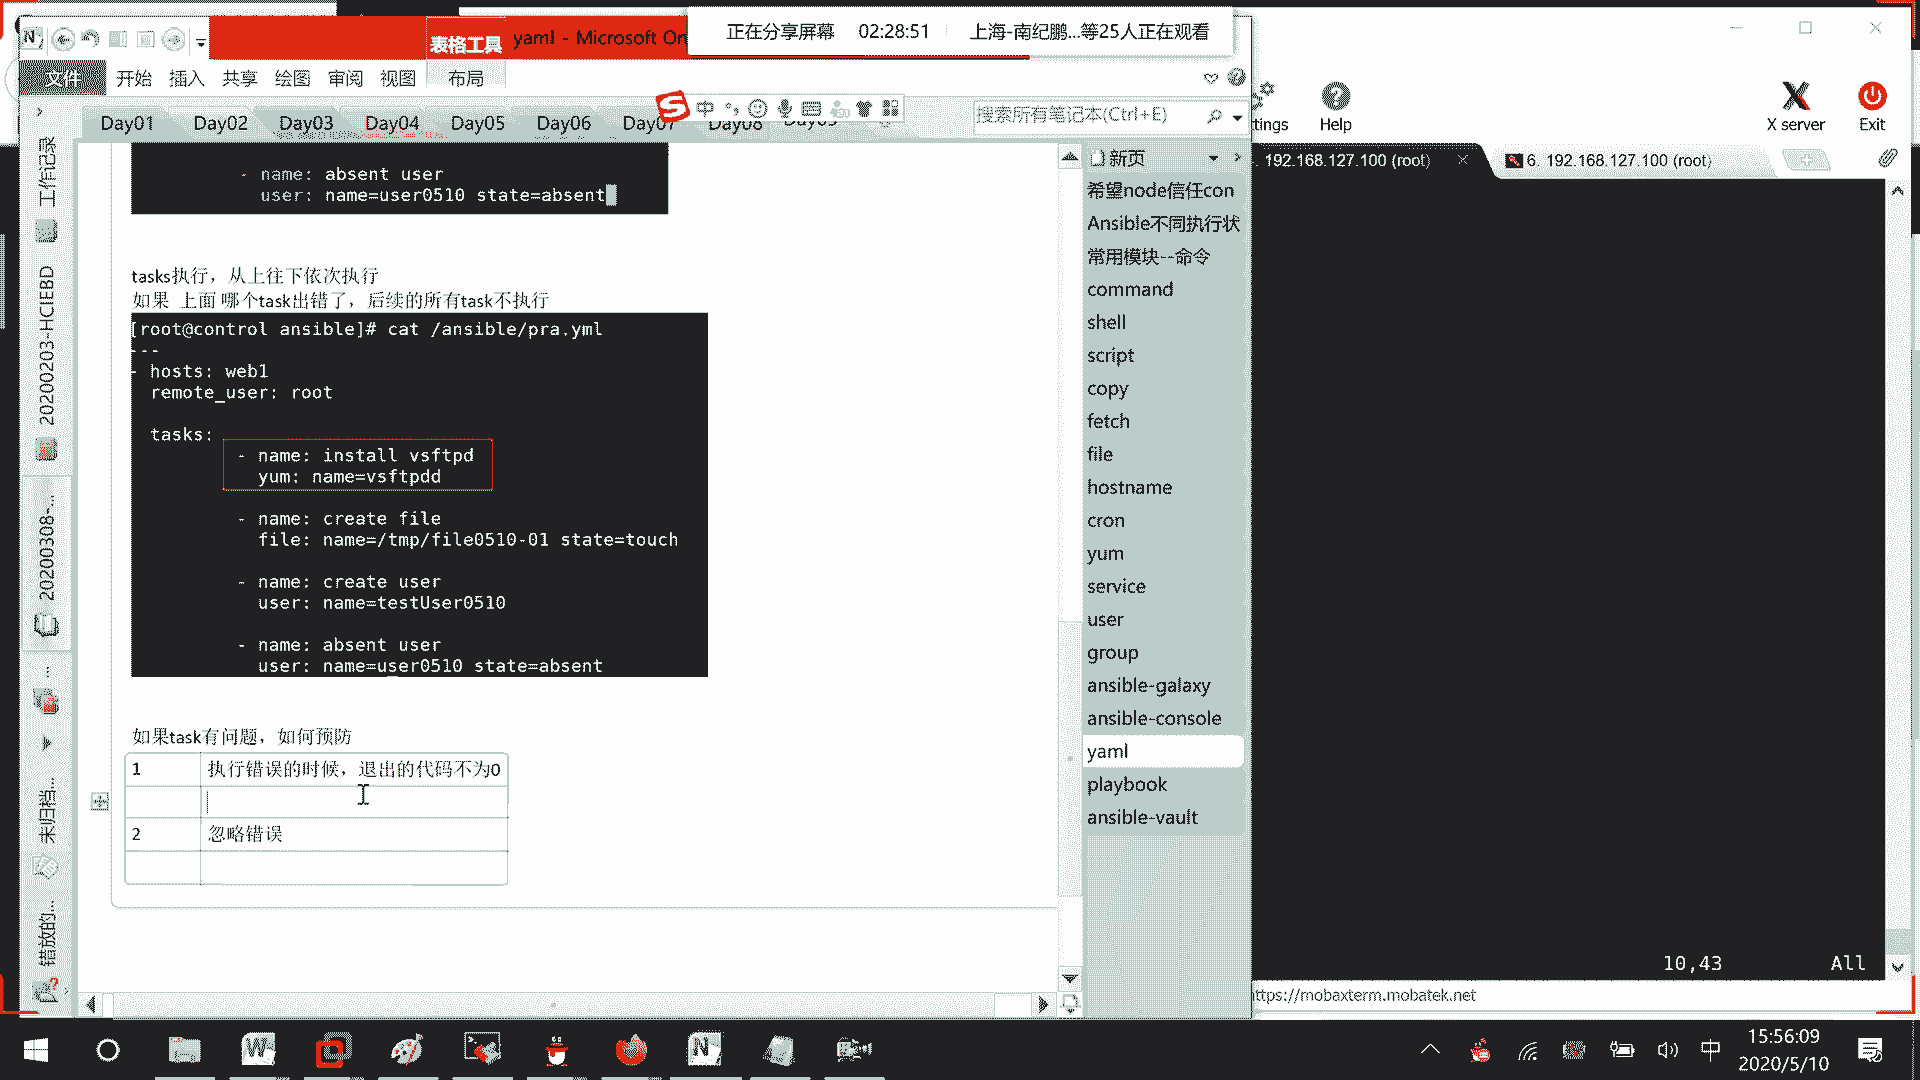 正在分享屏幕 02:28:51 上海-南纪鹏...等25人正在观看
表格工具 yaml - Microsoft On
文件 开始 插入 共享 绘图 审阅 视图 布局
中
搜索所有笔记本(Ctrl+E)
Day01 Day02 Day03 Day04 Day05 Day06 Day07 Day08 Day09
tings Help X server Exit
. 192.168.127.100 (root)
6. 192.168.127.100 (root)
工作记录
20200203-HCIEBD
20200308-...
...
未归档...
错放的...
- name: absent user
user: name=user0510 state=absent
tasks执行，从上往下依次执行
如果 上面 哪个task出错了，后续的所有task不执行
[root@control ansible]# cat /ansible/pra.yml
---
- hosts: web1
remote_user: root
tasks:
- name: install vsftpd
yum: name=vsftpdd
- name: create file
file: name=/tmp/file0510-01 state=touch
- name: create user
user: name=testUser0510
- name: absent user
user: name=user0510 state=absent
如果task有问题，如何预防
1 执行错误的时候，退出的代码不为0
2 忽略错误
新页
希望node信任con
Ansible不同执行状
常用模块--命令
command
shell
script
copy
fetch
file
hostname
cron
yum
service
user
group
ansible-galaxy
ansible-console
yaml
playbook
ansible-vault
10,43 All
ttps://mobaxterm.mobatek.net
中
15:56:09
2020/5/10